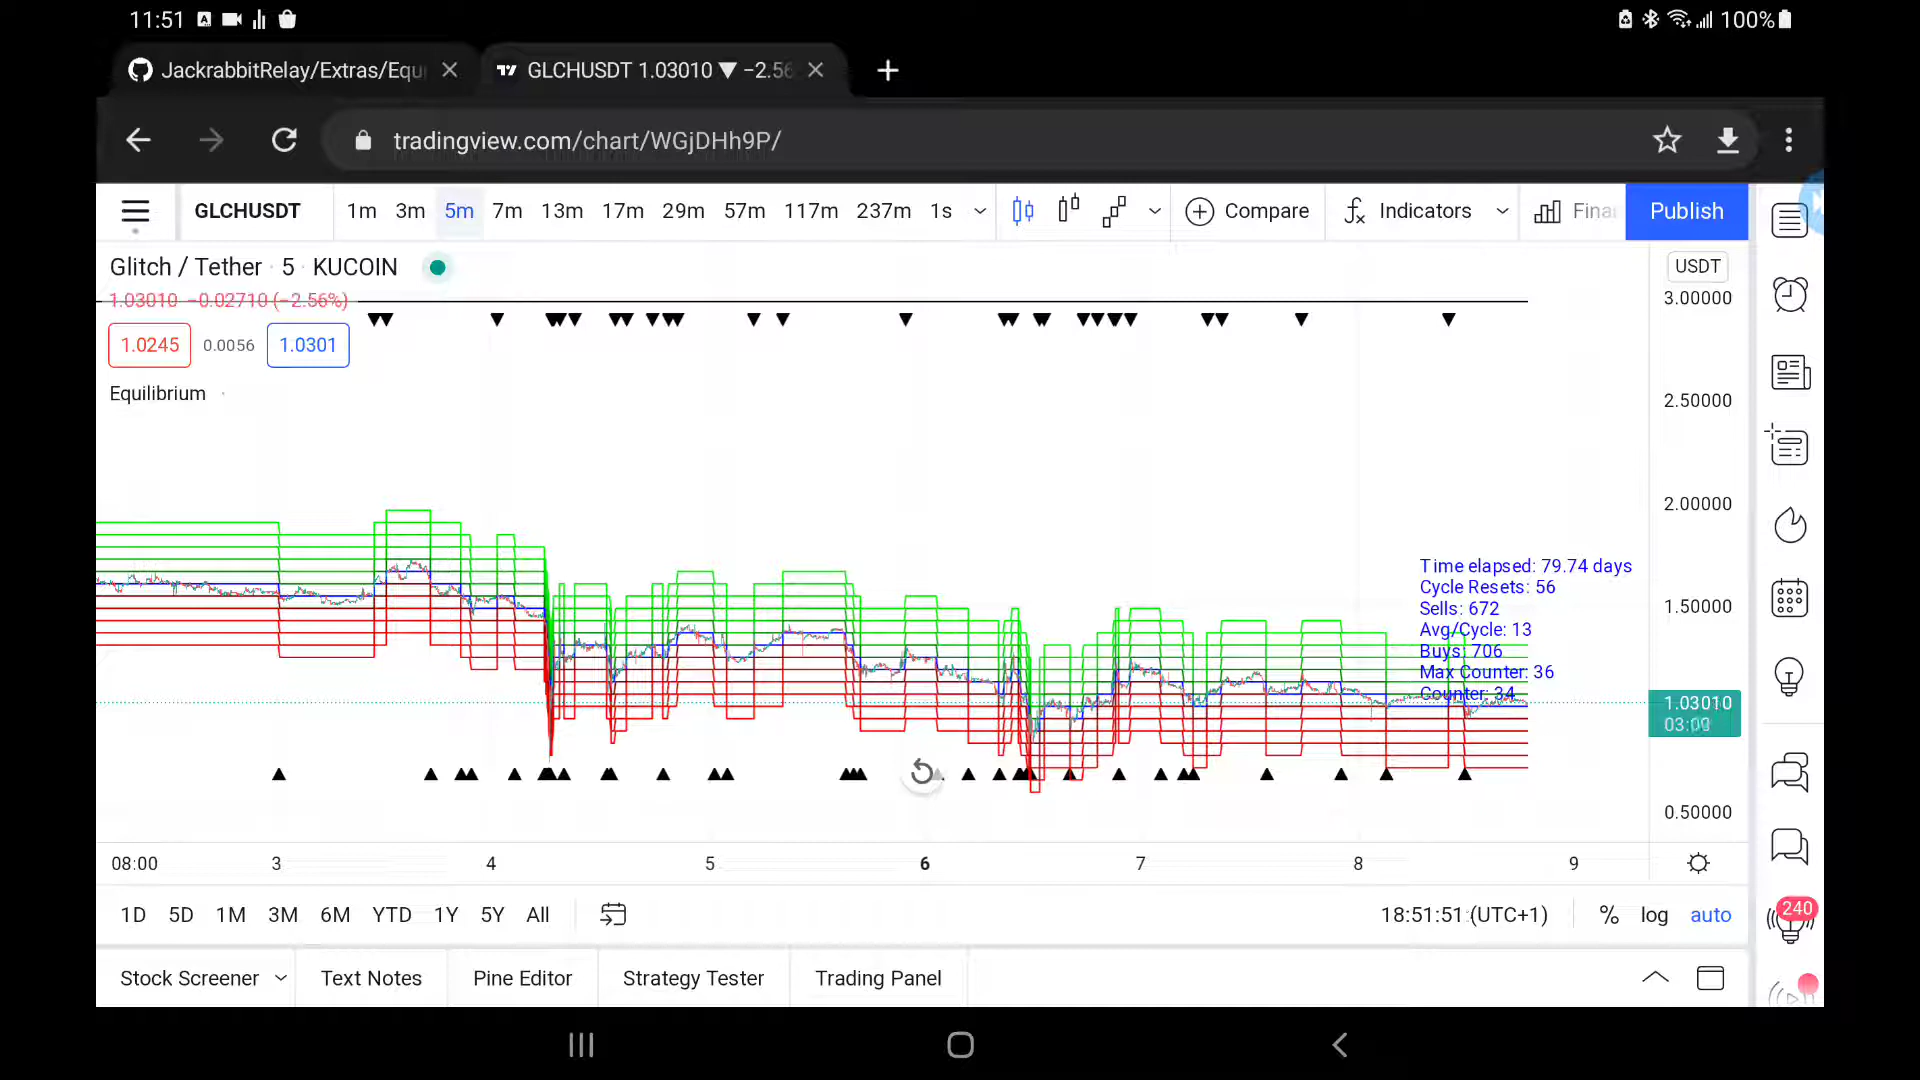 11:51
100%
JackrabbitRelay/Extras/Equ
GLCHUSDT 1.03010 ▼ −2.56
tradingview.com/chart/WGjDHh9P/
GLCHUSDT 1m 3m 5m 7m 13m 17m 29m 57m 117m 237m 1s Compare Indicators Fina Publish
Glitch / Tether · 5 · KUCOIN
USDT
1.03010 −0.02710 (−2.56%)
3.00000
1.0245 0.0056 1.0301
Equilibrium
2.50000
2.00000
Time elapsed: 79.74 days
Cycle Resets: 56
Sells: 672
1.50000
Avg/Cycle: 13
Buys: 706
Max Counter: 36
Counter: 34
1.03010
03:09
0.50000
08:00 3 4 5 6 7 8 9
1D 5D 1M 3M 6M YTD 1Y 5Y All
18:51:51 (UTC+1) % log auto
240
Stock Screener Text Notes Pine Editor Strategy Tester Trading Panel